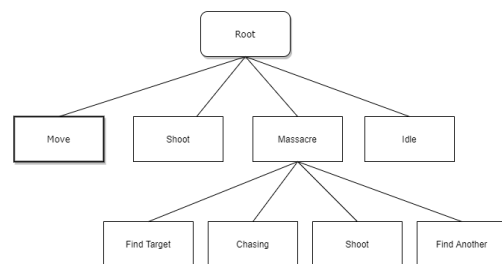 Root
Move
Shoot
Massacre
Idle
Find Target
Chasing
Shoot
Find Another